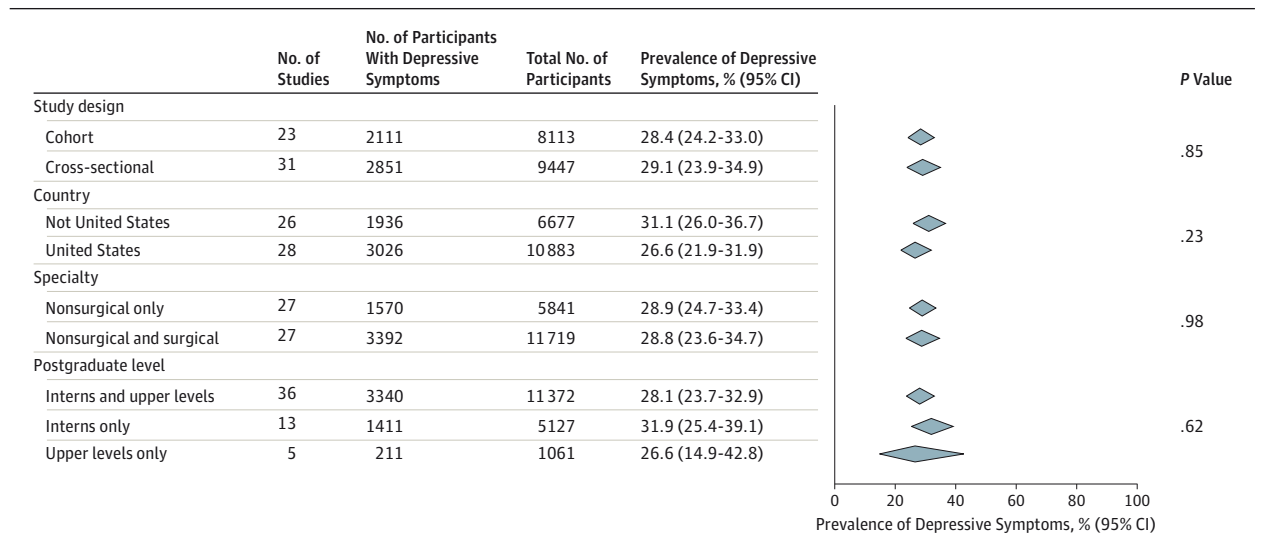 No. of Studies No. of Participants With Depressive Symptoms Total No. of Participants Prevalence of Depressive Symptoms, % (95% CI) P Value
Study design
Cohort 23 2111 8113 28.4 (24.2-33.0)
.85
Cross-sectional 31 2851 9447 29.1 (23.9-34.9)
Country
Not United States 26 1936 6677 31.1 (26.0-36.7)
.23
United States 28 3026 10883 26.6 (21.9-31.9)
Specialty
Nonsurgical only 27 1570 5841 28.9 (24.7-33.4)
.98
Nonsurgical and surgical 27 3392 11719 28.8 (23.6-34.7)
Postgraduate level
Interns and upper levels 36 3340 11372 28.1 (23.7-32.9)
Interns only 13 1411 5127 31.9 (25.4-39.1) .62
Upper levels only 5 211 1061 26.6 (14.9-42.8)
0 20 40 60 80 100
Prevalence of Depressive Symptoms, % (95% CI)